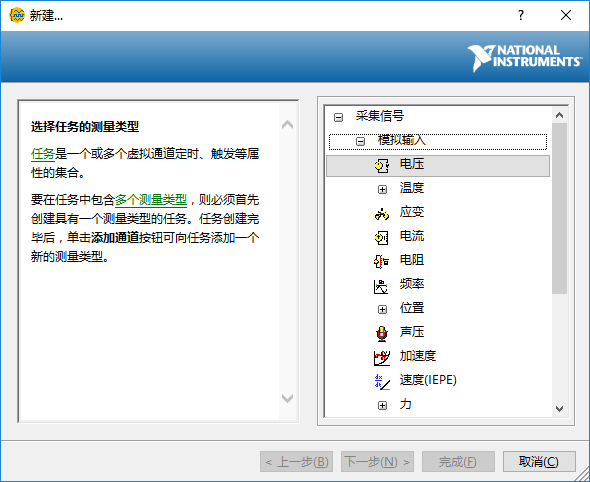 新建...
NATIONAL
INSTRUMENTS
选择任务的测量类型
任务是一个或多个虚拟通道定时、触发等属
性的集合。
要在任务中包含多个测量类型，则必须首先
创建具有一个测量类型的任务。任务创建完
毕后，单击添加通道按钮可向任务添加一个
新的测量类型。
采集信号
模拟输入
电压
温度
应变
电流
电阻
频率
位置
声压
加速度
速度(IEPE)
力
< 上一步(B)
下一步(N) >
完成(F)
取消(C)